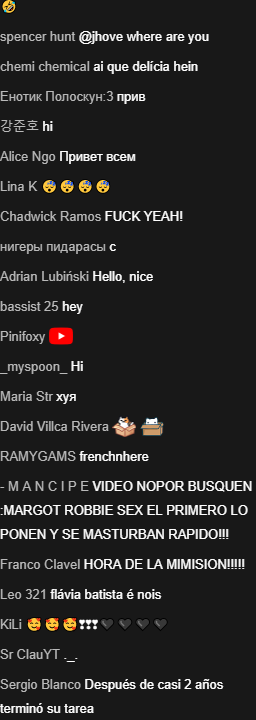 🤣
spencer hunt @jhove where are you
chemi chemical ai que delícia hein
Енотик Полоскун:3 прив
강준호 hi
Alice Ngo Привет всем
Lina K 😴😴😴😴
Chadwick Ramos FUCK YEAH!
нигеры пидарасы с
Adrian Lubiński Hello, nice
bassist 25 hey
Pinifoxy
_myspoon_ Hi
Maria Str хуя
David Villca Rivera
RAMYGAMS frenchnhere
- M A N C I P E VIDEO NOPOR BUSQUEN
:MARGOT ROBBIE SEX EL PRIMERO LO
PONEN Y SE MASTURBAN RAPIDO!!!
Franco Clavel HORA DE LA MIMISION!!!!!
Leo 321 flávia batista é nois
KiLi 🥰🥰🥰❣❣❣🖤🖤🖤🖤
Sr ClauYT ._.
Sergio Blanco Después de casi 2 años
terminó su tarea